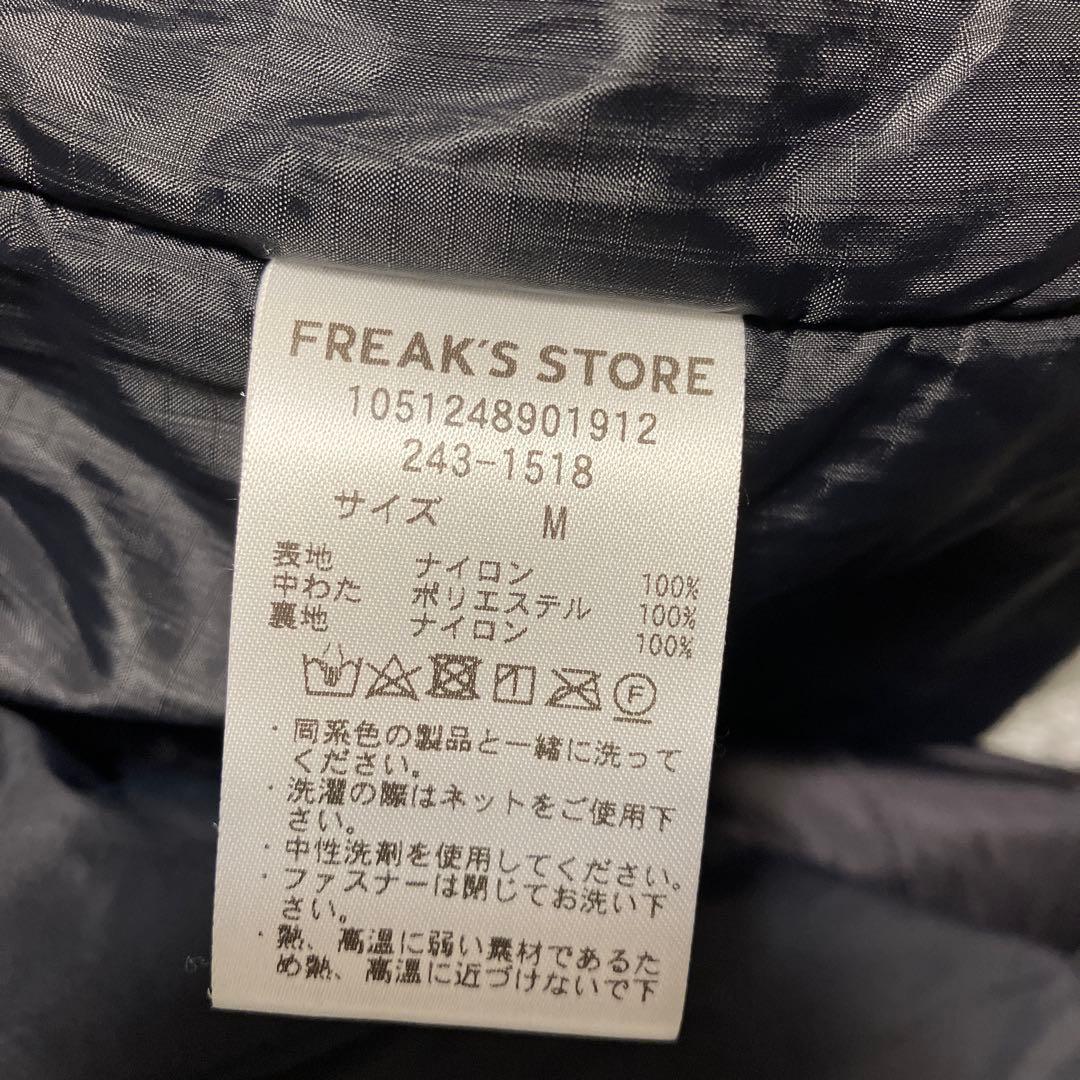 FREAK'S STORE
1051248901912
243-1518
サイズ M
表地 ナイロン 100%
中わた ポリエステル 100%
裏地 ナイロン 100%
F
・同系色の製品と一緒に洗って
ください。
・洗濯の際はネットをご使用下
さい。
・中性洗剤を使用してください。
・ファスナーは閉じてお洗い下
さい。
・熱、高温に弱い素材であるた
め熱、高温に近づけないで下